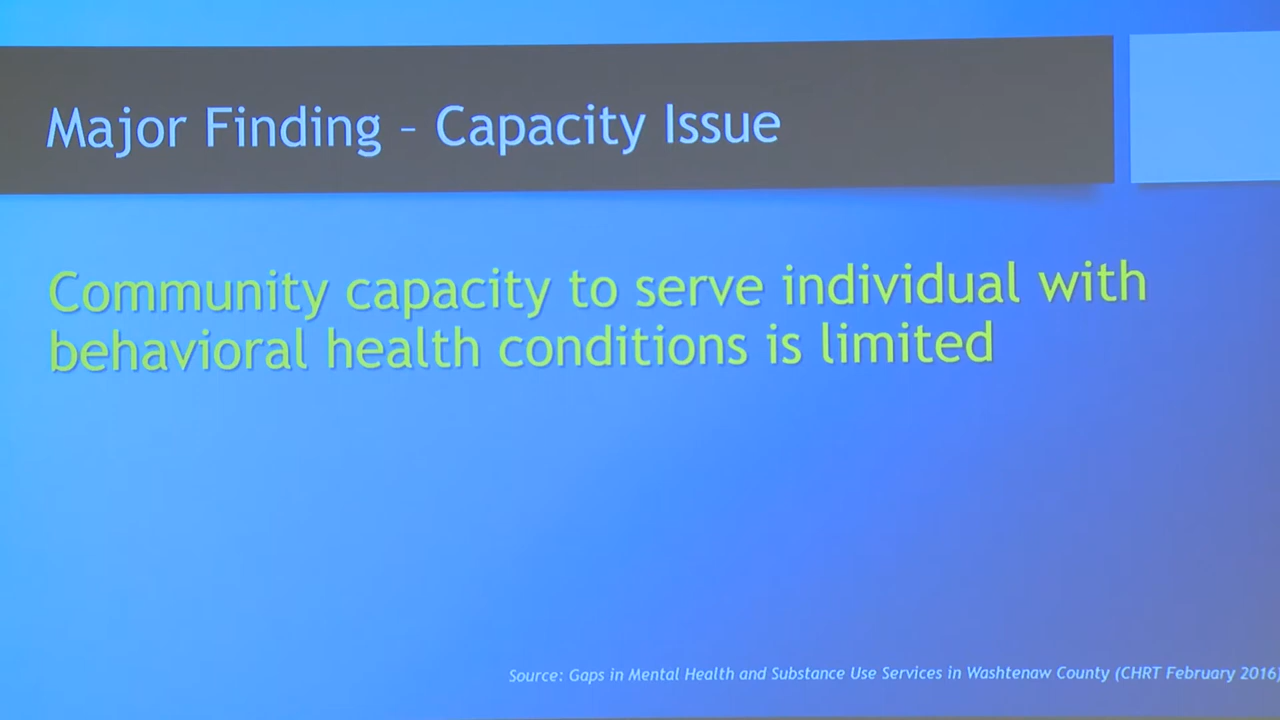 Major Finding – Capacity Issue
Community capacity to serve individual with
behavioral health conditions is limited
Source: Gaps in Mental Health and Substance Use Services in Washtenaw County (CHRT February 2016)